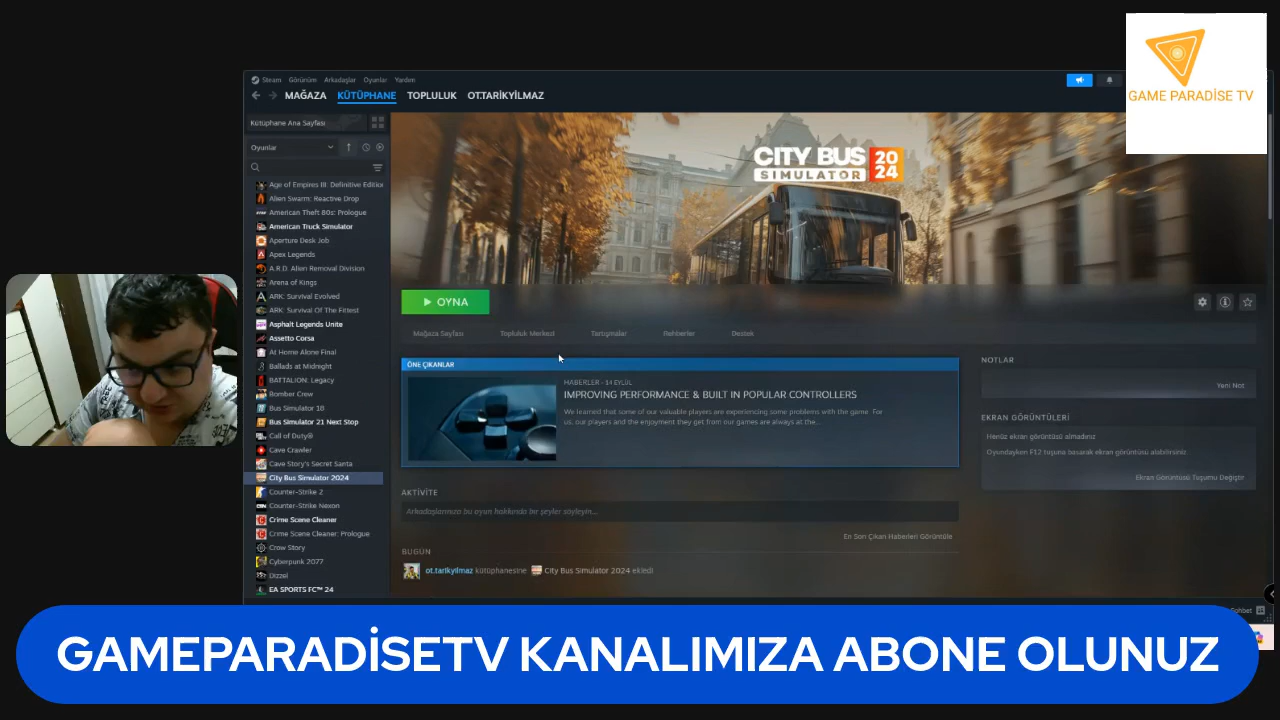 GAME PARADİSE TV
Steam Görünüm Arkadaşlar Oyunlar Yardım
MAĞAZA KÜTÜPHANE TOPLULUK OT.TARİKYİLMAZ
Kütüphane Ana Sayfası
Oyunlar
Age of Empires III: Definitive Edition
Alien Swarm: Reactive Drop
American Theft 80s: Prologue
American Truck Simulator
Aperture Desk Job
Apex Legends
A.R.D. Alien Removal Division
Arena of Kings
ARK: Survival Evolved
ARK: Survival Of The Fittest
Asphalt Legends Unite
Assetto Corsa
At Home Alone Final
Ballads at Midnight
BATTALION: Legacy
Bomber Crew
Bus Simulator 18
Bus Simulator 21 Next Stop
Call of Duty®
Cave Crawler
Cave Story's Secret Santa
City Bus Simulator 2024
Counter-Strike 2
Counter-Strike Nexon
Crime Scene Cleaner
Crime Scene Cleaner: Prologue
Crow Story
Cyberpunk 2077
Dizzel
EA SPORTS FC™ 24
CITY BUS 20
SIMULATOR 24
OYNA
Mağaza Sayfası Topluluk Merkezi Tartışmalar Rehberler Destek
ÖNE ÇIKANLAR
HABERLER - 14 EYLÜL
IMPROVING PERFORMANCE & BUILT IN POPULAR CONTROLLERS
We learned that some of our valuable players are experiencing some problems with the game. For
us, our players and the enjoyment they get from our games are always at the...
AKTİVİTE
Arkadaşlarınıza bu oyun hakkında bir şeyler söyleyin...
En Son Çıkan Haberleri Görüntüle
BUGÜN
ot.tarikyilmaz kütüphanesine City Bus Simulator 2024 ekledi
NOTLAR
Yeni Not
EKRAN GÖRÜNTÜLERİ
Henüz ekran görüntüsü almadınız
Oyundayken F12 tuşuna basarak ekran görüntüsü alabilirsiniz
Ekran Görüntüsü Tuşumu Değiştir
Sohbet
GAMEPARADİSETV KANALIMIZA ABONE OLUNUZ